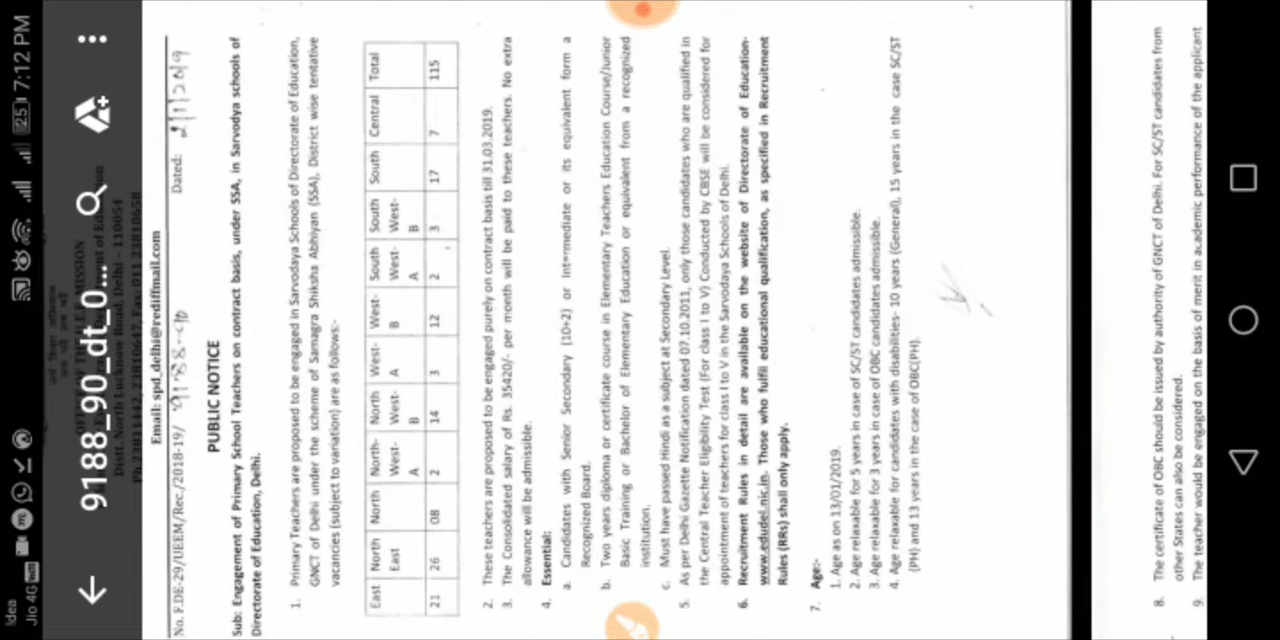 Idea
Jio 4G
25
7:12 PM
9188_90_dt_0...
Distt. North Lucknow Road, Delhi - 110054
Ph 23811442, 23810647, Fax: 011 23810658
Email: spd_delhi@rediffmail.com
No. F.DE-29/UEEM/Rec/2018-19/ 9188-90 Dated:
PUBLIC NOTICE
Sub: Engagement of Primary School Teachers on contract basis, under SSA, in Sarvodya schools of
Directorate of Education, Delhi.
1. Primary Teachers are proposed to be engaged in Sarvodaya Schools of Directorate of Education,
GNCT of Delhi under the scheme of Samagra Shiksha Abhiyan (SSA), District wise tentative
vacancies (subject to variation) are as follows:-
East North North North- North West- West- South South South Central Total
East West- West- A B West- West-
A B A B
21 26 08 2 14 3 12 2 3 17 7 115
2. These teachers are proposed to be engaged purely on contract basis till 31.03.2019.
3. The Consolidated salary of Rs. 35420/- per month will be paid to these teachers. No extra
allowance will be admissible.
4. Essential:
a. Candidates with Senior Secondary (10+2) or Intermediate or its equivalent form a
Recognized Board.
b. Two years diploma or certificate course in Elementary Teachers Education Course/Junior
Basic Training or Bachelor of Elementary Education or equivalent from a recognized
institution.
c. Must have passed Hindi as a subject at Secondary Level.
5. As per Delhi Gazette Notification dated 07.10.2011, only those candidates who are qualified in
the Central Teacher Eligibility Test (For class I to V) Conducted by CBSE will be considered for
appointment of teachers for class I to V in the Sarvodaya Schools of Delhi.
6. Recruitment Rules in detail are available on the website of Directorate of Education-
www.edudel.nic.in. Those who fulfil educational qualification, as specified in Recruitment
Rules (RRs) shall only apply.
7. Age:-
1. Age as on 13/01/2019.
2. Age relaxable for 5 years in case of SC/ST candidates admissible.
3. Age relaxable for 3 years in case of OBC candidates admissible.
4. Age relaxable for candidates with disabilities- 10 years (General), 15 years in the case SC/ST
(PH) and 13 years in the case of OBC(PH).
8. The certificate of OBC should be issued by authority of GNCT of Delhi. For SC/ST candidates from
other States can also be considered.
9. The teacher would be engaged on the basis of merit in academic performance of the applicant